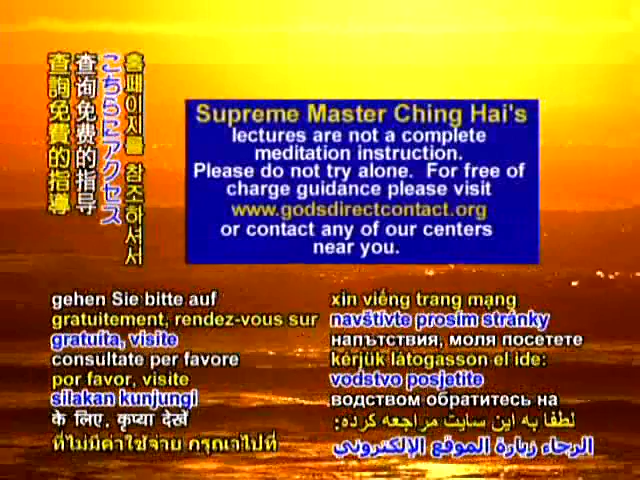 查詢免費的指導
查询免费的指导
こちらにアクセス
홈페이지를 참조하셔서
Supreme Master Ching Hai's
lectures are not a complete
meditation instruction.
Please do not try alone. For free of
charge guidance please visit
www.godsdirectcontact.org
or contact any of our centers
near you.
gehen Sie bitte auf
gratuitement, rendez-vous sur
gratuíta, visite
consultate per favore
por favor, visite
silakan kunjungi
के लिए, कृप्या देखें
ที่ไม่มีค่าใช้จ่าย กรุณาไปที่
xin viếng trang mạng
navštivte prosím stránky
напътствия, моля посетете
kérjük látogasson el ide:
vodstvo posjetite
водством обратитесь на
لطفا به این سایت مراجعه کرده:
الرجاء زيارة الموقع الإلكتروني